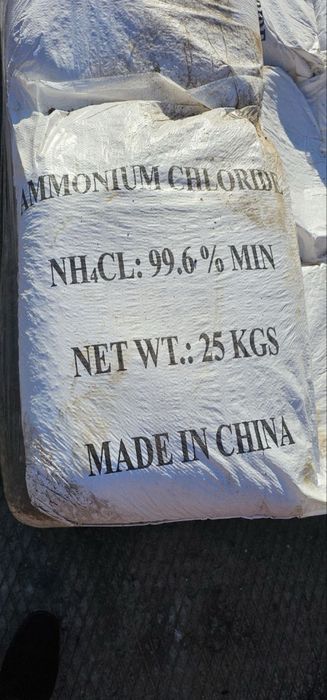 AMMONIUM CHLORIDE
NH₄CL: 99.6 % MIN
NET WT.: 25 KGS
MADE IN CHINA